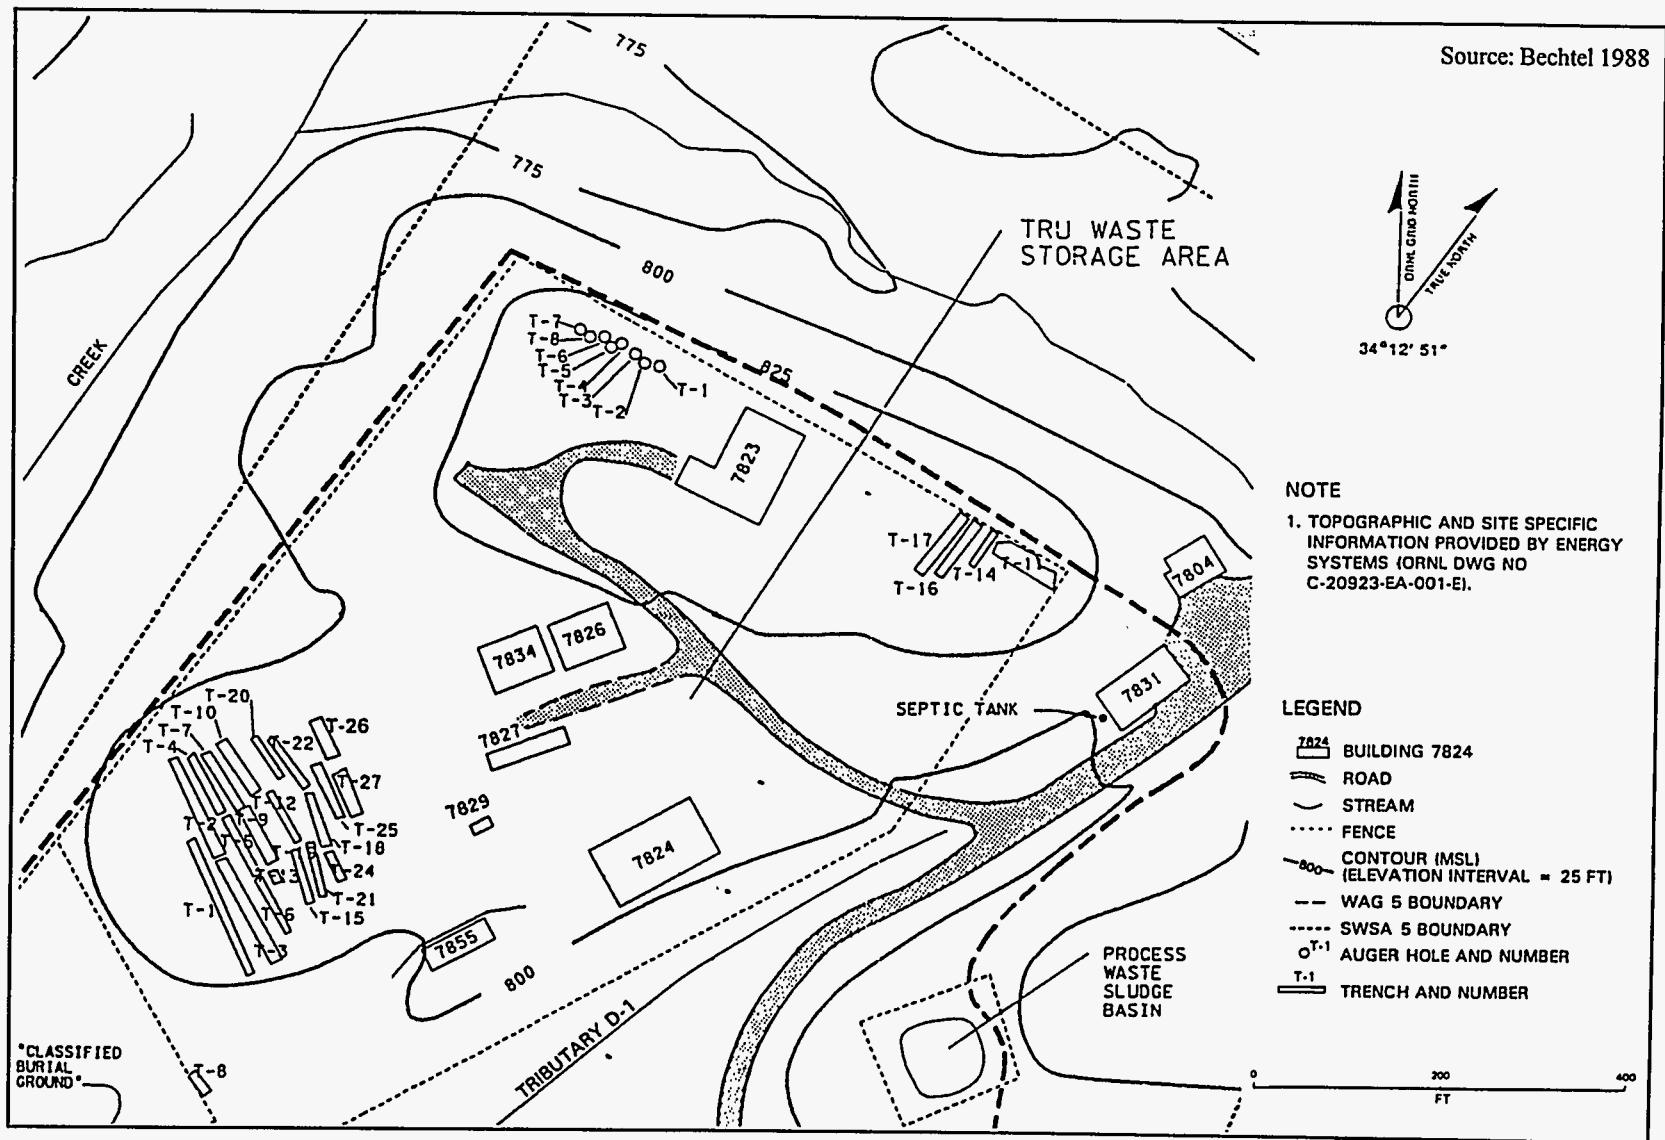 Source: Bechtel 1988
775
775
800
825
800
CREEK
TRU WASTE
STORAGE AREA
ORNL GRID NORTH
TRUE NORTH
34°12'51"
T-7
T-8
T-6
T-5
T-4
T-3
T-2
T-1
7823
T-17
T-16
T-14
T-11
7804
7834
7826
7831
SEPTIC TANK
7827
7829
7824
7855
T-20
T-10
T-7
T-4
T-22
T-26
T-27
T-12
T-9
T-2
T-5
T-25
T-18
T-13
T-24
T-21
T-15
T-6
T-1
T-3
T-8
"CLASSIFIED
BURIAL
GROUND"
TRIBUTARY D-1
PROCESS
WASTE
SLUDGE
BASIN
NOTE
1. TOPOGRAPHIC AND SITE SPECIFIC
INFORMATION PROVIDED BY ENERGY
SYSTEMS (ORNL DWG NO
C-20923-EA-001-E).
LEGEND
7824 BUILDING 7824
ROAD
STREAM
FENCE
800 CONTOUR (MSL)
(ELEVATION INTERVAL = 25 FT)
WAG 5 BOUNDARY
SWSA 5 BOUNDARY
T-1 AUGER HOLE AND NUMBER
T-1 TRENCH AND NUMBER
0 200 400
FT